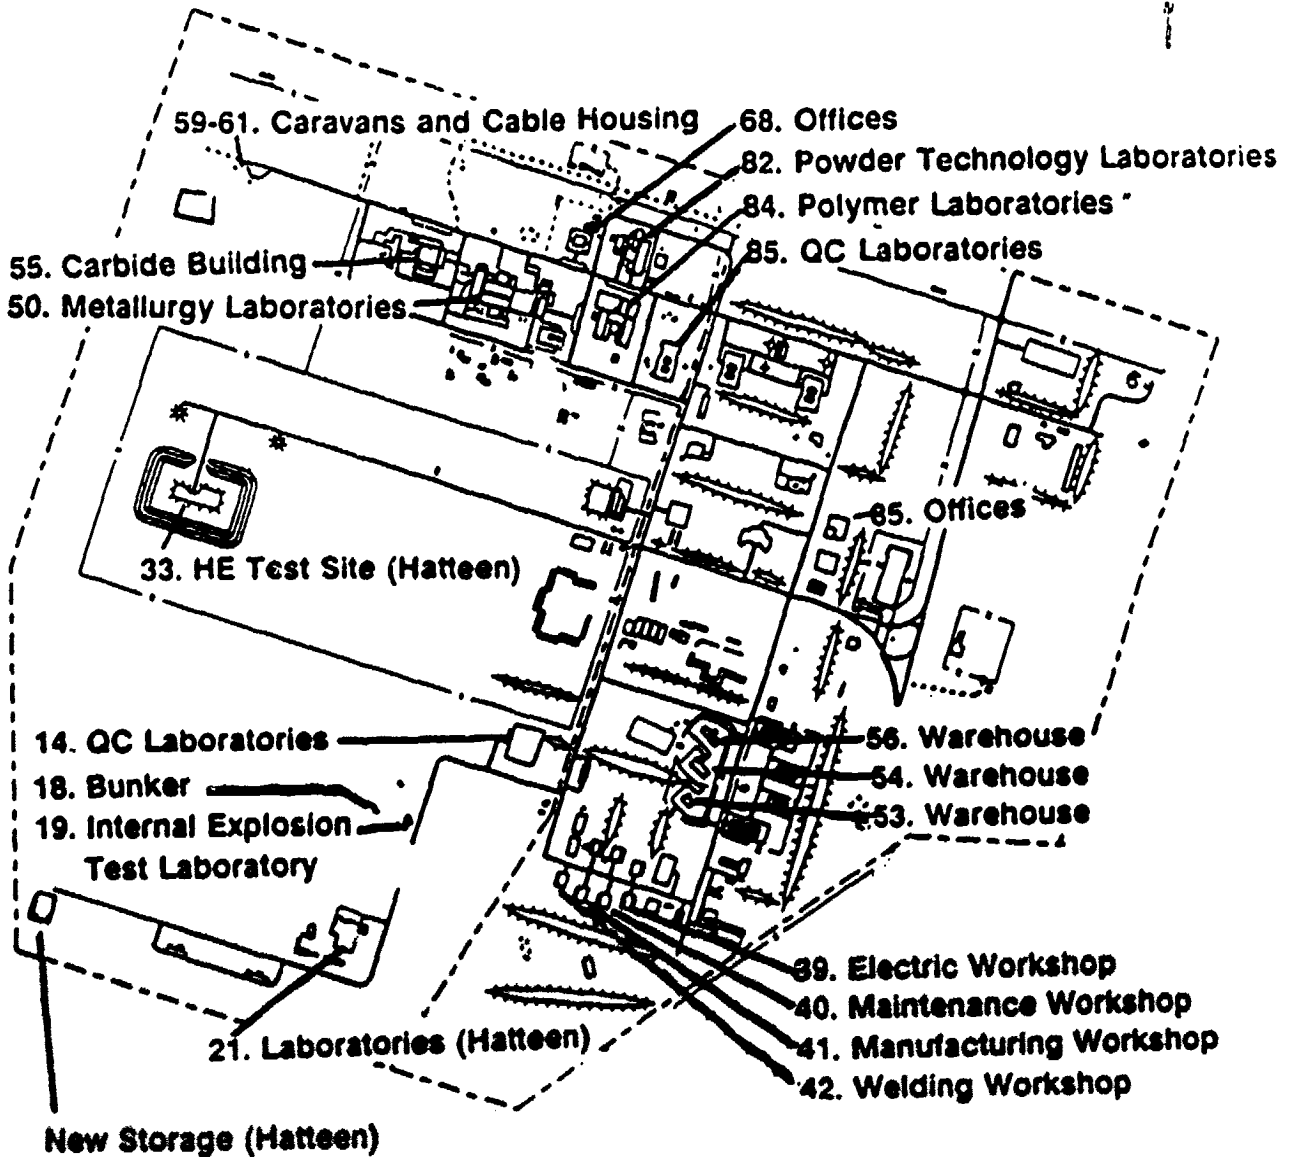 59-61. Caravans and Cable Housing
68. Offices
82. Powder Technology Laboratories
84. Polymer Laboratories
85. QC Laboratories
55. Carbide Building
50. Metallurgy Laboratories
85. Offices
33. HE Test Site (Hatteen)
14. QC Laboratories
18. Bunker
19. Internal Explosion
Test Laboratory
56. Warehouse
54. Warehouse
53. Warehouse
39. Electric Workshop
40. Maintenance Workshop
41. Manufacturing Workshop
42. Welding Workshop
21. Laboratories (Hatteen)
New Storage (Hatteen)